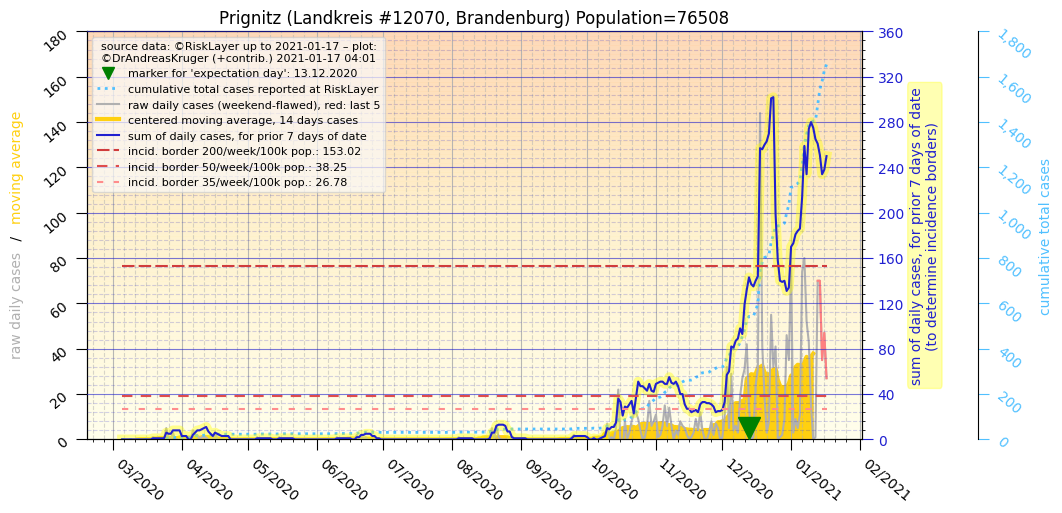 Prignitz (Landkreis #12070, Brandenburg) Population=76508
source data: ©RiskLayer up to 2021-01-17 – plot:
©DrAndreasKruger (+contrib.) 2021-01-17 04:01
marker for 'expectation day': 13.12.2020
cumulative total cases reported at RiskLayer
raw daily cases (weekend-flawed), red: last 5
centered moving average, 14 days cases
sum of daily cases, for prior 7 days of date
incid. border 200/week/100k pop.: 153.02
incid. border 50/week/100k pop.: 38.25
incid. border 35/week/100k pop.: 26.78
raw daily cases / moving average
180
160
140
120
100
80
60
40
20
0
360
320
280
240
200
160
120
80
40
0
sum of daily cases, for prior 7 days of date
(to determine incidence borders)
1,800
1,600
1,400
1,200
1,000
800
600
400
200
0
cumulative total cases
03/2020
04/2020
05/2020
06/2020
07/2020
08/2020
09/2020
10/2020
11/2020
12/2020
01/2021
02/2021